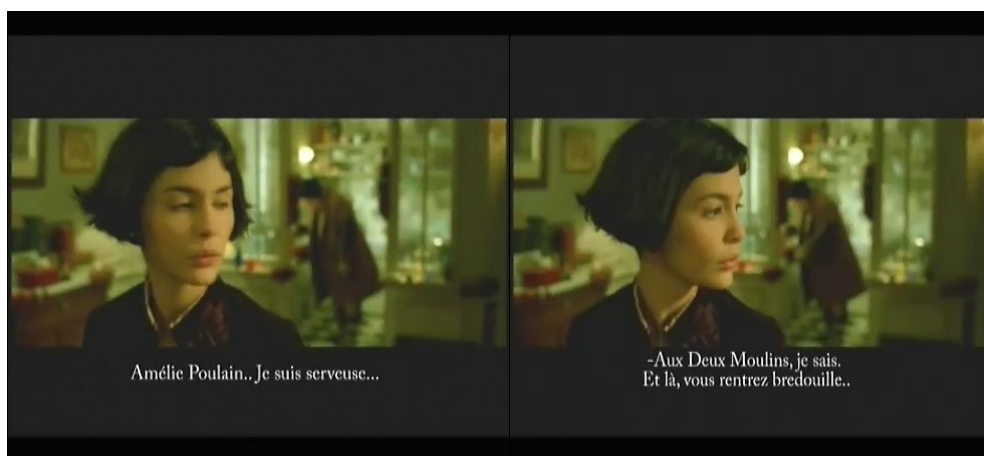 Amélie Poulain.. Je suis serveuse...
-Aux Deux Moulins, je sais.
Et là, vous rentrez bredouille..